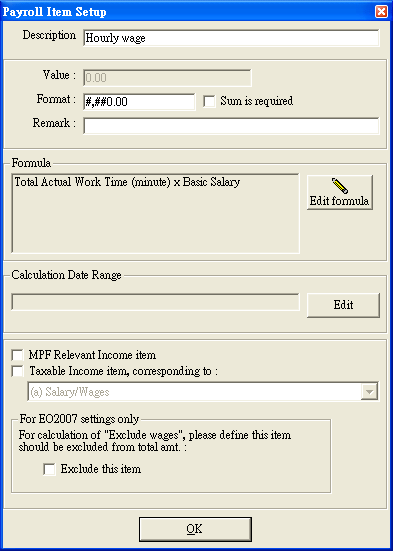 Payroll Item Setup
Description Hourly wage
Value : 0.00
Format : #,##0.00 Sum is required
Remark :
Formula
Total Actual Work Time (minute) x Basic Salary
Edit formula
Calculation Date Range
Edit
MPF Relevant Income item
Taxable Income item, corresponding to :
(a) Salary/Wages
For EO2007 settings only
For calculation of "Exclude wages", please define this item
should be excluded from total amt. :
Exclude this item
OK